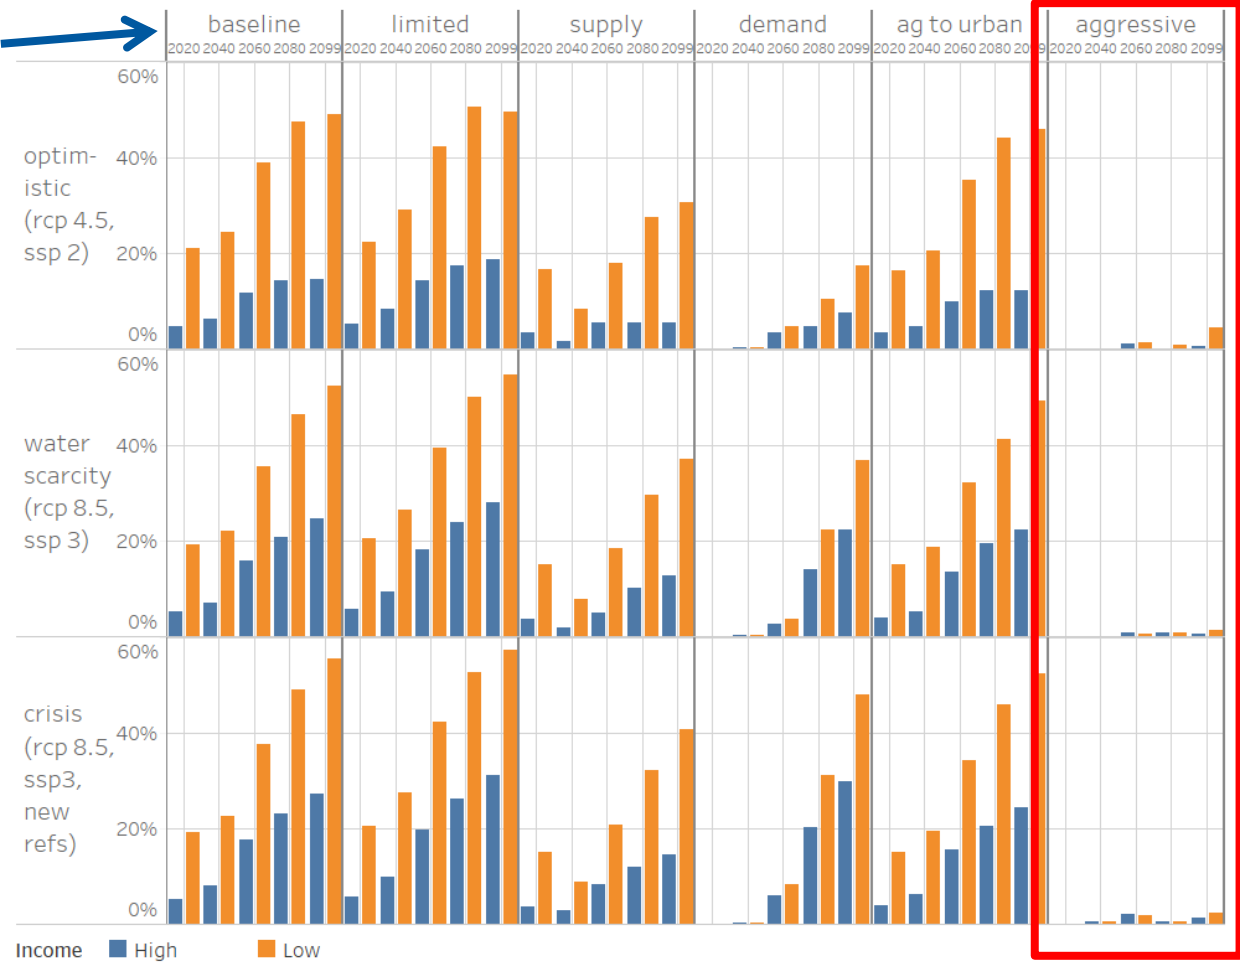 baseline limited supply demand ag to urban aggressive
2020 2040 2060 2080 2099 2020 2040 2060 2080 2099 2020 2040 2060 2080 2099 2020 2040 2060 2080 2099 2020 2040 2060 2080 2099 2020 2040 2060 2080 2099
60%
optim-
40%
istic
(rcp 4.5,
ssp 2)
20%
0%
60%
water
40%
scarcity
(rcp 8.5,
ssp 3)
20%
0%
60%
crisis
40%
(rcp 8.5,
ssp3,
new
20%
refs)
0%
Income High Low